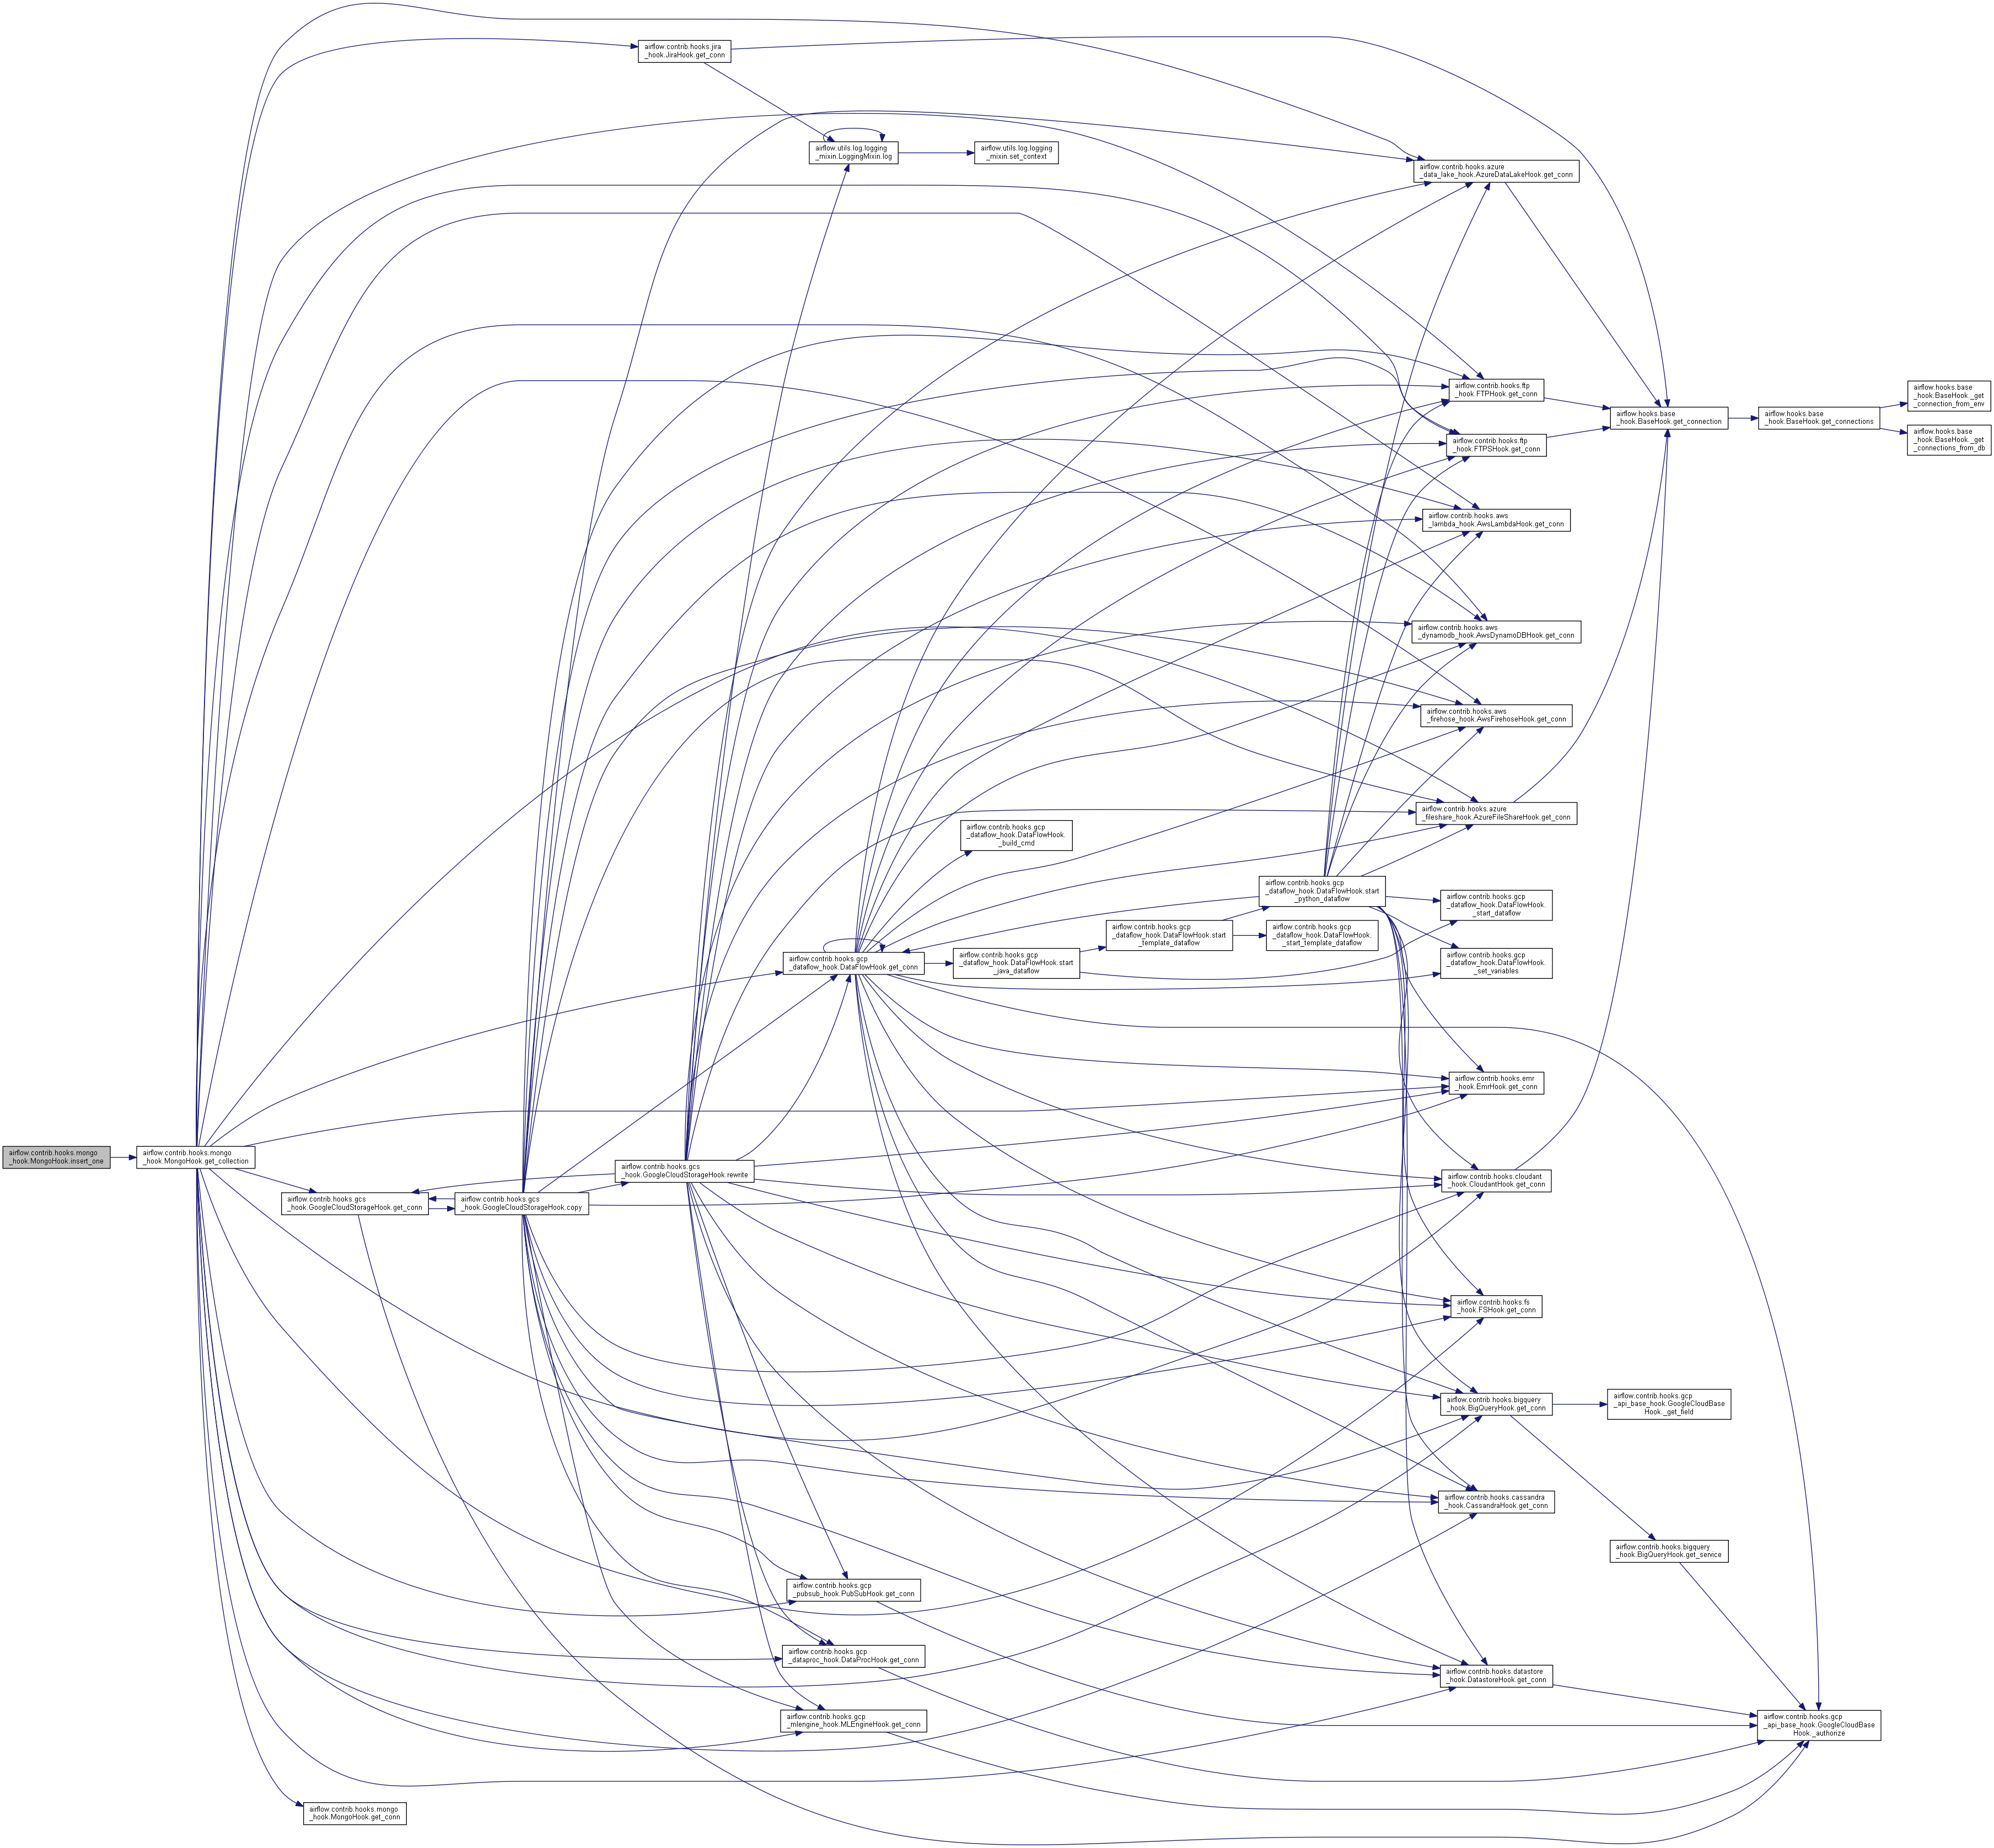 airflow.contrib.hooks.jira
_hook.JiraHook.get_conn
airflow.utils.log.logging
_mixin.LoggingMixin.log
airflow.utils.log.logging
_mixin.set_context
airflow.contrib.hooks.azure
_data_lake_hook.AzureDataLakeHook.get_conn
airflow.contrib.hooks.ftp
_hook.FTPHook.get_conn
airflow.hooks.base
_hook.BaseHook.get_connection
airflow.hooks.base
_hook.BaseHook.get_connections
airflow.hooks.base
_hook.BaseHook._get
_connection_from_env
airflow.hooks.base
_hook.BaseHook._get
_connections_from_db
airflow.contrib.hooks.ftp
_hook.FTPSHook.get_conn
airflow.contrib.hooks.aws
_lambda_hook.AwsLambdaHook.get_conn
airflow.contrib.hooks.aws
_dynamodb_hook.AwsDynamoDBHook.get_conn
airflow.contrib.hooks.aws
_firehose_hook.AwsFirehoseHook.get_conn
airflow.contrib.hooks.azure
_fileshare_hook.AzureFileShareHook.get_conn
airflow.contrib.hooks.gcp
_dataflow_hook.DataFlowHook.
_build_cmd
airflow.contrib.hooks.gcp
_dataflow_hook.DataFlowHook.start
_python_dataflow
airflow.contrib.hooks.gcp
_dataflow_hook.DataFlowHook.
_start_dataflow
airflow.contrib.hooks.gcp
_dataflow_hook.DataFlowHook.start
_template_dataflow
airflow.contrib.hooks.gcp
_dataflow_hook.DataFlowHook.
_start_template_dataflow
airflow.contrib.hooks.gcp
_dataflow_hook.DataFlowHook.get_conn
airflow.contrib.hooks.gcp
_dataflow_hook.DataFlowHook.start
_java_dataflow
airflow.contrib.hooks.gcp
_dataflow_hook.DataFlowHook.
_set_variables
airflow.contrib.hooks.emr
_hook.EmrHook.get_conn
airflow.contrib.hooks.mongo
_hook.MongoHook.insert_one
airflow.contrib.hooks.mongo
_hook.MongoHook.get_collection
airflow.contrib.hooks.gcs
_hook.GoogleCloudStorageHook.rewrite
airflow.contrib.hooks.cloudant
_hook.CloudantHook.get_conn
airflow.contrib.hooks.gcs
_hook.GoogleCloudStorageHook.get_conn
airflow.contrib.hooks.gcs
_hook.GoogleCloudStorageHook.copy
airflow.contrib.hooks.fs
_hook.FSHook.get_conn
airflow.contrib.hooks.bigquery
_hook.BigQueryHook.get_conn
airflow.contrib.hooks.gcp
_api_base_hook.GoogleCloudBase
Hook._get_field
airflow.contrib.hooks.cassandra
_hook.CassandraHook.get_conn
airflow.contrib.hooks.bigquery
_hook.BigQueryHook.get_service
airflow.contrib.hooks.gcp
_pubsub_hook.PubSubHook.get_conn
airflow.contrib.hooks.gcp
_dataproc_hook.DataProcHook.get_conn
airflow.contrib.hooks.datastore
_hook.DatastoreHook.get_conn
airflow.contrib.hooks.gcp
_mlengine_hook.MLEngineHook.get_conn
airflow.contrib.hooks.gcp
_api_base_hook.GoogleCloudBase
Hook._authorize
airflow.contrib.hooks.mongo
_hook.MongoHook.get_conn